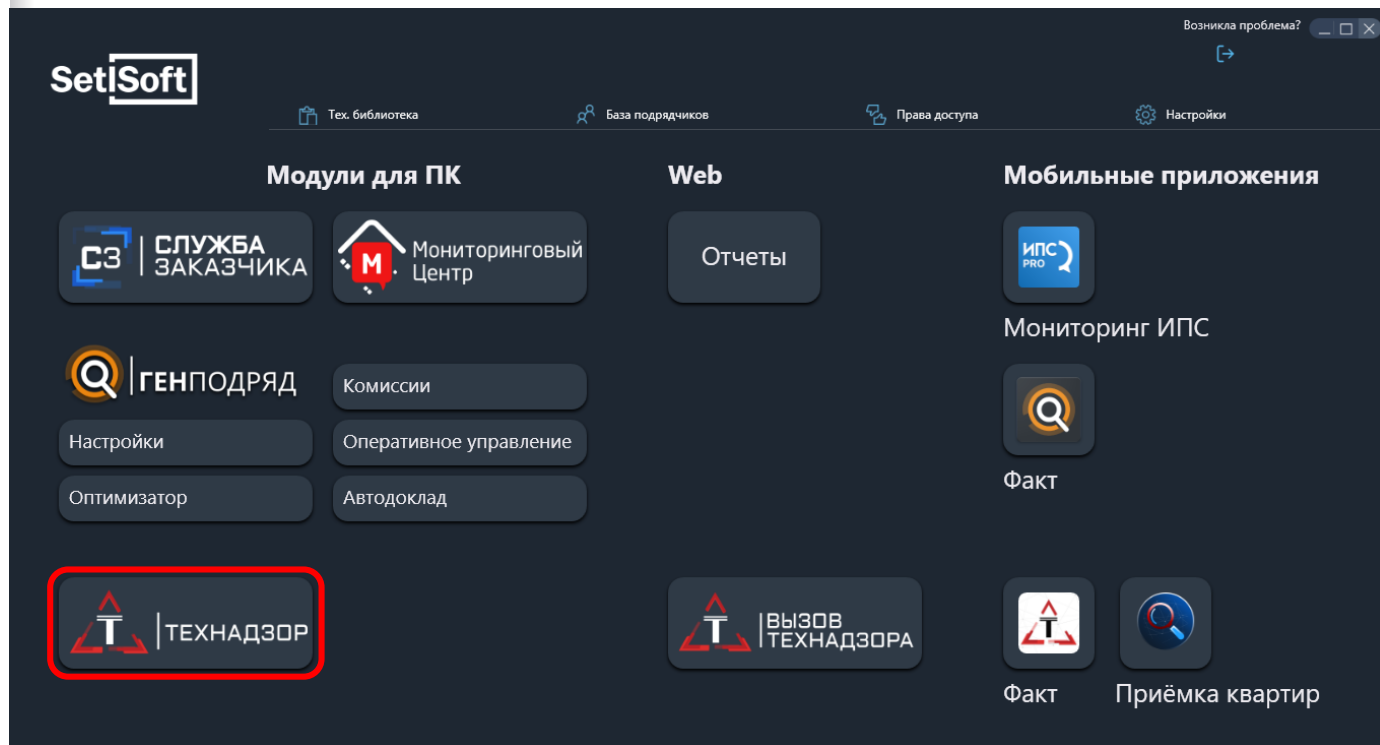 Возникла проблема?
SetlSoft
Тех. библиотека
База подрядчиков
Права доступа
Настройки
Модули для ПК
Web
Мобильные приложения
СЗ
СЛУЖБА
ЗАКАЗЧИКА
М
Мониторинговый
Центр
Отчеты
ИПС
PRO
Мониторинг ИПС
ГЕНПОДРЯД
Комиссии
Настройки
Оперативное управление
Оптимизатор
Автодоклад
Факт
Т
ТЕХНАДЗОР
Т
ВЫЗОВ
ТЕХНАДЗОРА
Т
Факт
Приёмка квартир